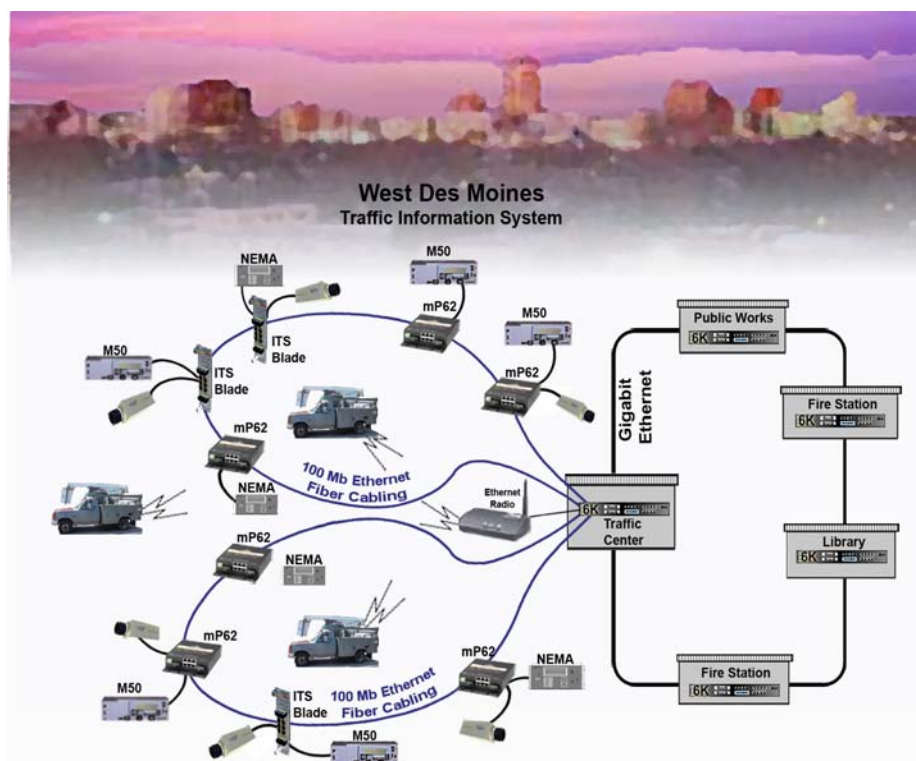 West Des Moines
Traffic Information System
NEMA
M50
mP62
M50
M50
ITS
Blade
ITS
Blade
mP62
mP62
NEMA
100 Mb Ethernet
Fiber Cabling
Ethernet
Radio
Gigabit
Ethernet
Public Works
6K
Fire Station
6K
6K
Traffic
Center
Library
6K
Fire Station
6K
mP62
NEMA
mP62
M50
ITS
Blade
100 Mb Ethernet
Fiber Cabling
mP62
NEMA
M50